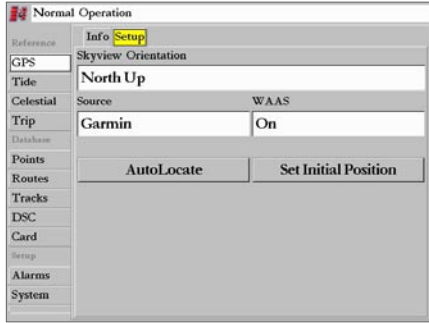 Normal Operation
Reference
GPS
Tide
Celestial
Trip
Database
Points
Routes
Tracks
DSC
Card
Setup
Alarms
System
Info Setup
Skyview Orientation
North Up
Source WAAS
Garmin On
AutoLocate Set Initial Position